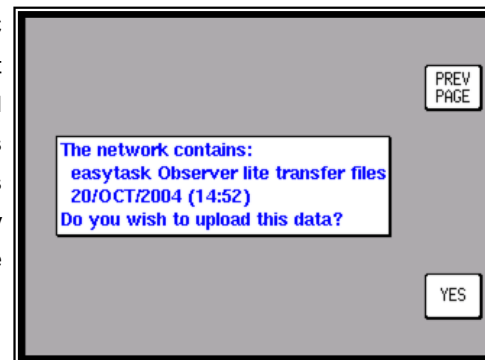 PREV
PAGE
The network contains:
easytask Observer lite transfer files
20/OCT/2004 (14:52)
Do you wish to upload this data?
YES